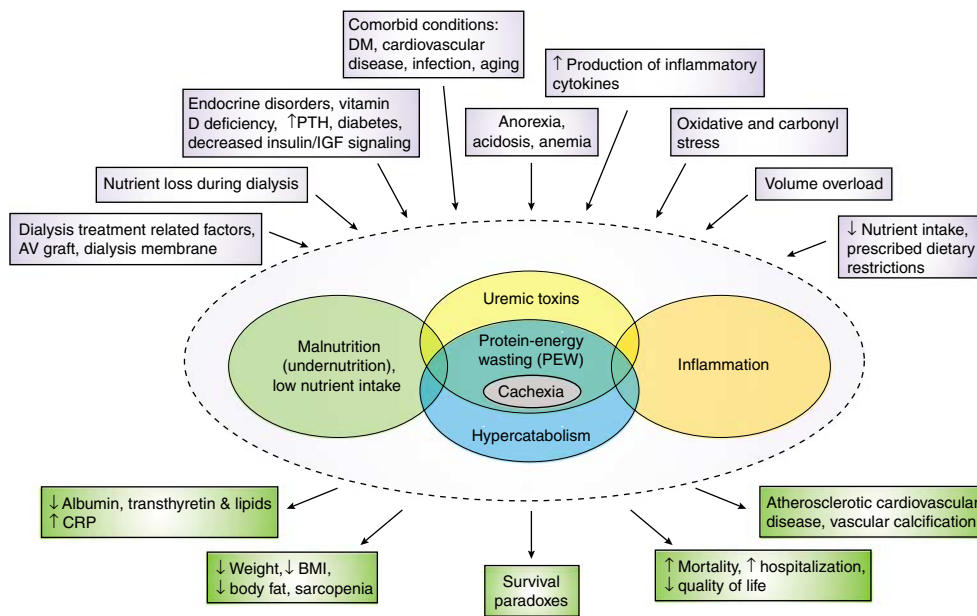 Comorbid conditions:
DM, cardiovascular
disease, infection, aging
↑ Production of inflammatory
cytokines
Endocrine disorders, vitamin
D deficiency, ↑PTH, diabetes,
decreased insulin/IGF signaling
Anorexia,
acidosis, anemia
Oxidative and carbonyl
stress
Nutrient loss during dialysis
Volume overload
Dialysis treatment related factors,
AV graft, dialysis membrane
↓ Nutrient intake,
prescribed dietary
restrictions
Uremic toxins
Malnutrition
(undernutrition),
low nutrient intake
Protein-energy
wasting (PEW)
Inflammation
Cachexia
Hypercatabolism
↓ Albumin, transthyretin & lipids
↑ CRP
Atherosclerotic cardiovascular
disease, vascular calcification
↓ Weight, ↓ BMI,
↓ body fat, sarcopenia
Survival
paradoxes
↑ Mortality, ↑ hospitalization,
↓ quality of life